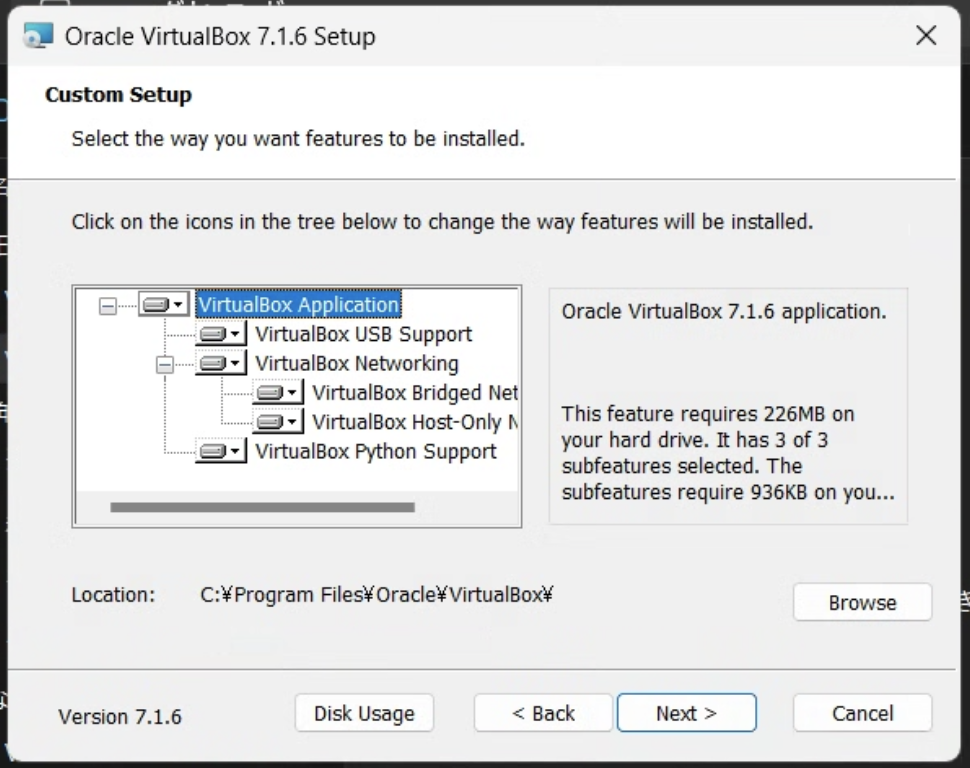 Oracle VirtualBox 7.1.6 Setup
Custom Setup
Select the way you want features to be installed.
Click on the icons in the tree below to change the way features will be installed.
VirtualBox Application
VirtualBox USB Support
VirtualBox Networking
VirtualBox Bridged Net
VirtualBox Host-Only
VirtualBox Python Support
Oracle VirtualBox 7.1.6 application.
This feature requires 226MB on
your hard drive. It has 3 of 3
subfeatures selected. The
subfeatures require 936KB on you...
Location: C:¥Program Files¥Oracle¥VirtualBox¥
Browse
Version 7.1.6
Disk Usage
< Back
Next >
Cancel